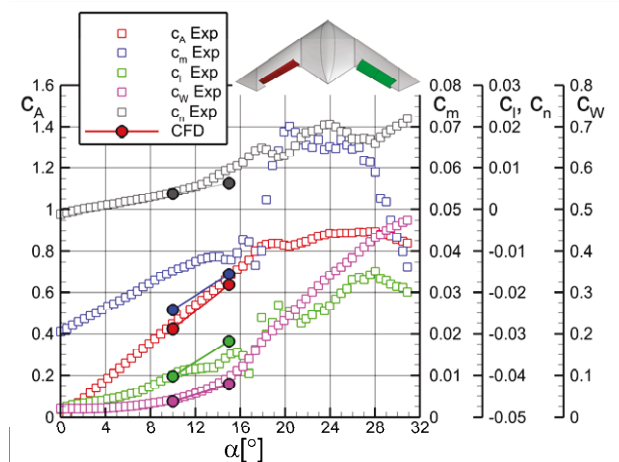 c_A Exp
c_m Exp
c_l Exp
c_W Exp
c_n Exp
CFD
1.6 0.08 0.03 0.8
c_A c_m c_l, c_n c_W
1.4 0.07 0.02 0.7
1.2 0.06 0.01 0.6
1 0.05 0 0.5
0.8 0.04 -0.01 0.4
0.6 0.03 -0.02 0.3
0.4 0.02 -0.03 0.2
0.2 0.01 -0.04 0.1
0 0 -0.05 0
0 4 8 12 16 20 24 28 32
α[°]